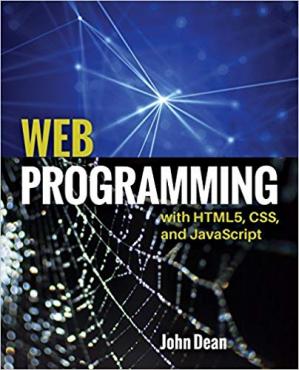 WEB
PROGRAMMING
with HTML5, CSS,
and JavaScript
John Dean